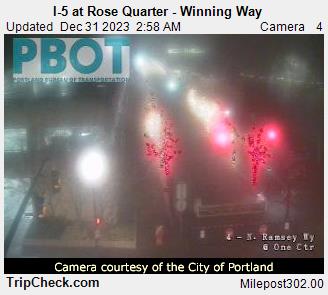 I-5 at Rose Quarter - Winning Way
Updated Dec 31 2023 2:58 AM Camera 4
PBOT
PORTLAND BUREAU OF TRANSPORTATION
4 - N. Ramsey Wy
@ One Ctr
Camera courtesy of the City of Portland
TripCheck.com Milepost302.00